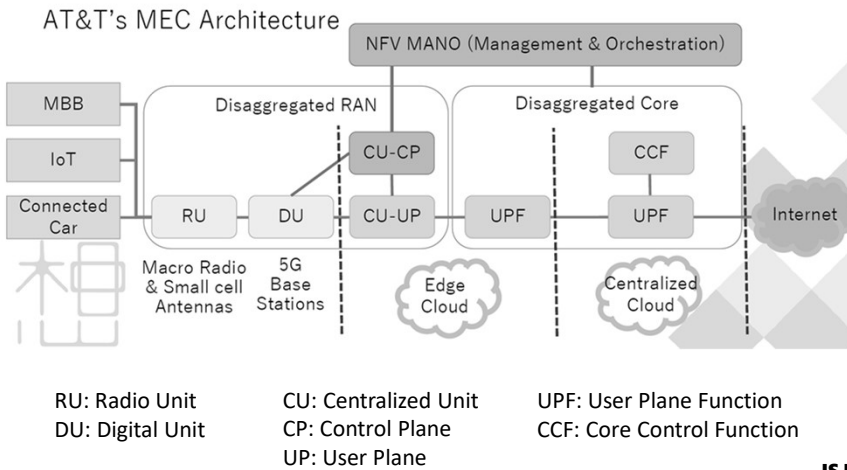 AT&T's MEC Architecture
NFV MANO (Management & Orchestration)
MBB
IoT
Connected
Car
Disaggregated RAN
Disaggregated Core
CU-CP
CCF
RU
DU
CU-UP
UPF
UPF
Internet
Macro Radio
& Small cell
Antennas
5G
Base
Stations
Edge
Cloud
Centralized
Cloud
想
RU: Radio Unit
DU: Digital Unit
CU: Centralized Unit
CP: Control Plane
UP: User Plane
UPF: User Plane Function
CCF: Core Control Function